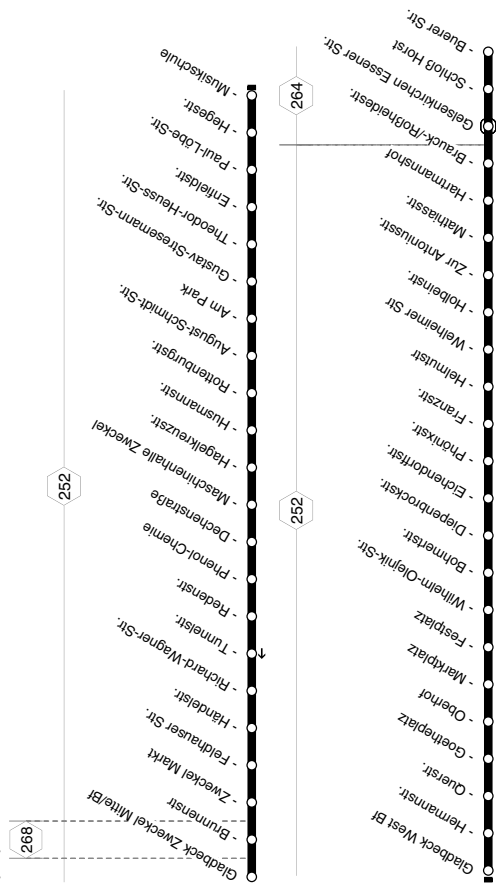 268
252
Gladbeck Zweckel Mitte/Bf
- Brunnenstr
- Zweckel Markt
- Feldhauser Str.
- Händelstr.
- Richard-Wagner-Str.
- Tunnelstr.
- Redenstr.
- Phenol-Chemie
- Dechenstraße
- Maschinenhalle Zweckel
- Hagelkreuzstr.
- Husmannstr.
- Rottenburgstr.
- August-Schmidt-Str.
- Am Park
- Gustav-Stresemann-Str.
- Theodor-Heuss-Str.
- Enfieldstr.
- Paul-Löbe-Str.
- Hegestr.
- Musikschule
252
264
Gladbeck West Bf
- Hermannstr.
- Querstr.
- Goetheplatz
- Oberhof
- Marktplatz
- Festplatz
- Wilhelm-Olejnik-Str.
- Bohmertstr.
- Diepenbrockstr.
- Eichendorffstr.
- Phönixstr.
- Franzstr.
- Helmutstr
- Welheimer Str
- Holbeinstr.
- Zur Antoniusstr.
- Mathiasstr.
- Hartmannshof
- Brauck-/Roßheidestr.
Gelsenkirchen Essener Str.
- Schloß Horst
- Buerer Str.